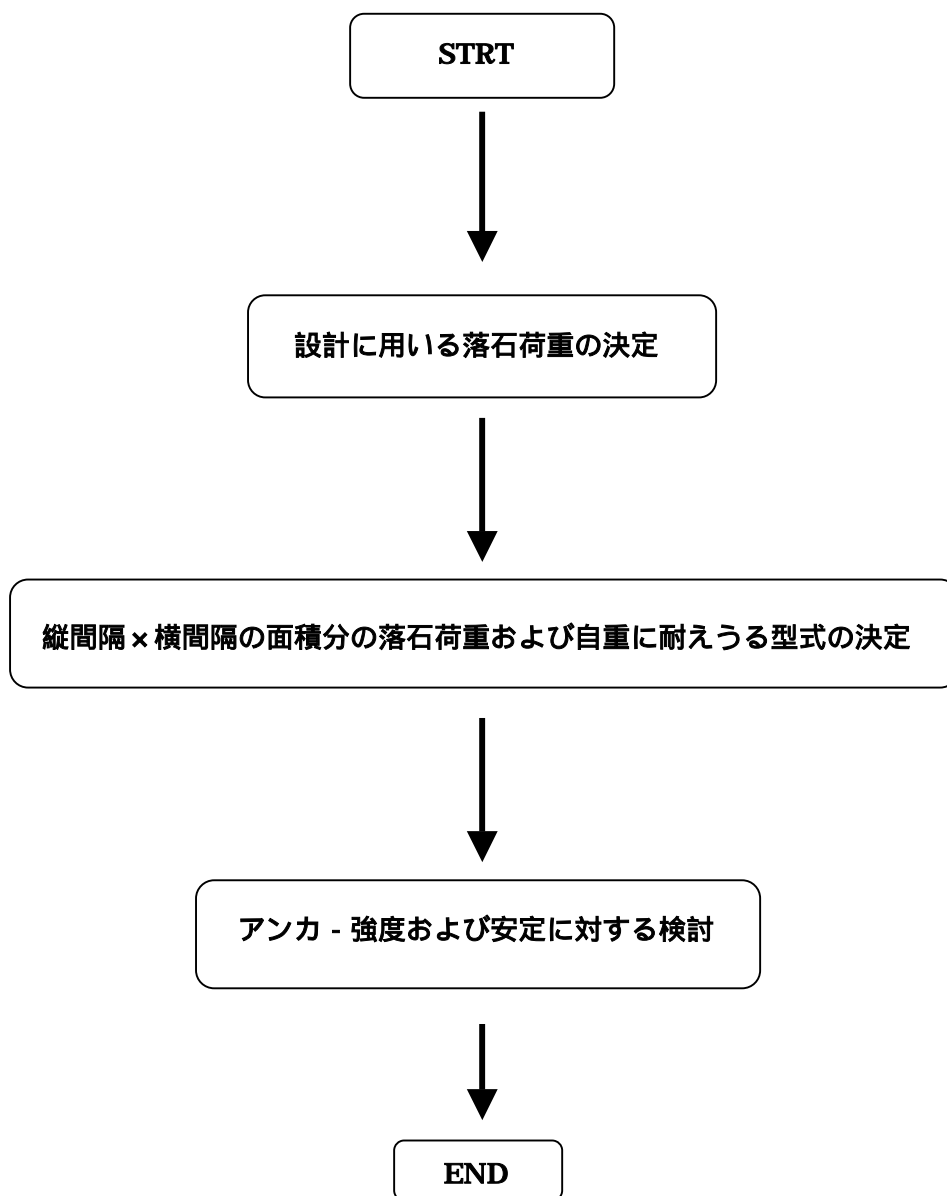 STRT
設計に用いる落石荷重の決定
縦間隔×横間隔の面積分の落石荷重および自重に耐えうる型式の決定
アンカ - 強度および安定に対する検討
END